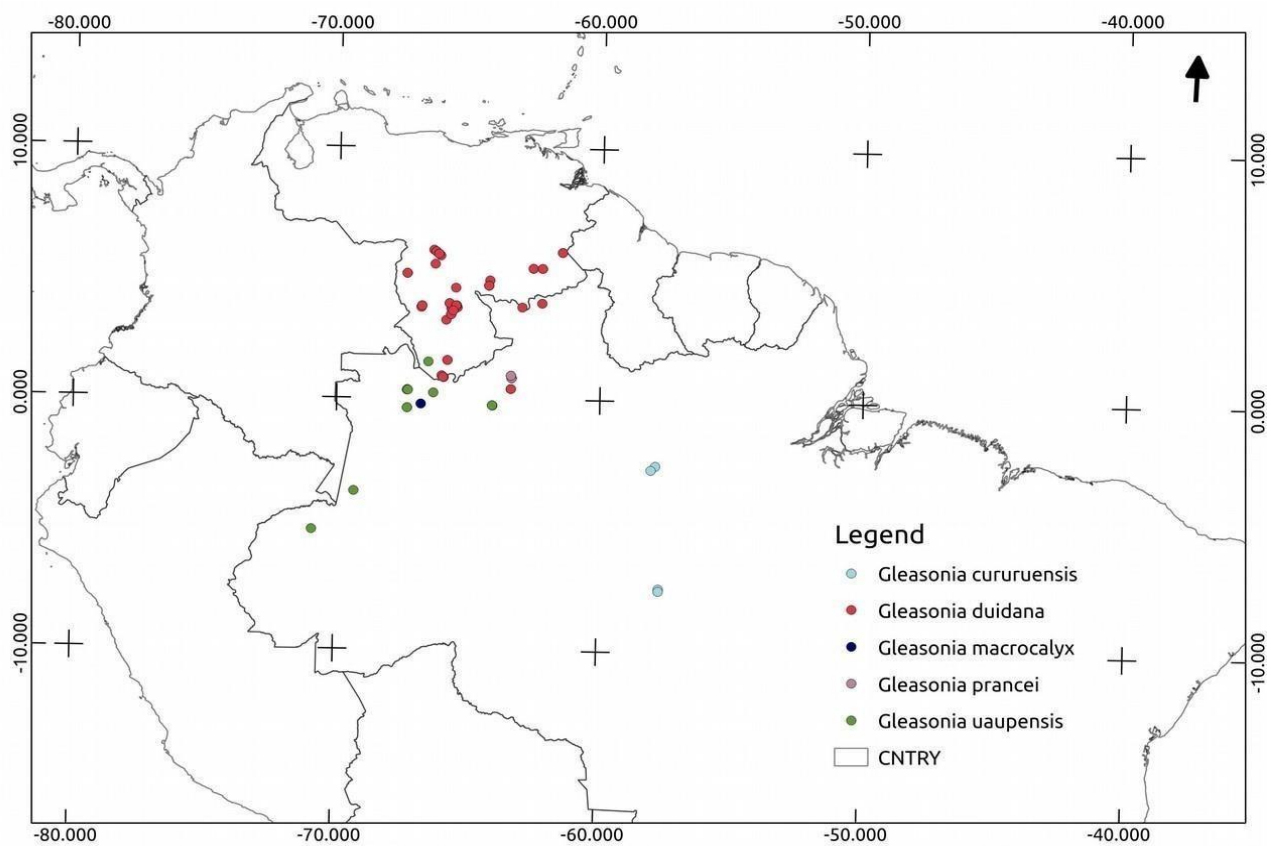 -80.000 -70.000 -60.000 -50.000 -40.000
10.000 10.000
0.000 0.000
Legend
Gleasonia cururuensis
Gleasonia duidana
-10.000 Gleasonia macrocalyx -10.000
Gleasonia prancei
Gleasonia uaupensis
CNTRY
-80.000 -70.000 -60.000 -50.000 -40.000